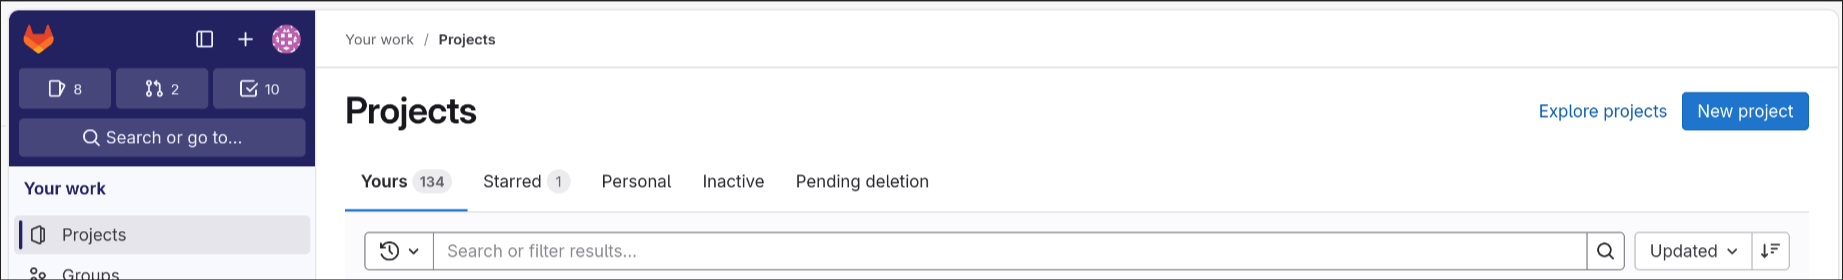 Your work / Projects
8 2 10
Search or go to...
Projects
Explore projects New project
Yours 134 Starred 1 Personal Inactive Pending deletion
Your work
Projects
Groups
Search or filter results...
Updated